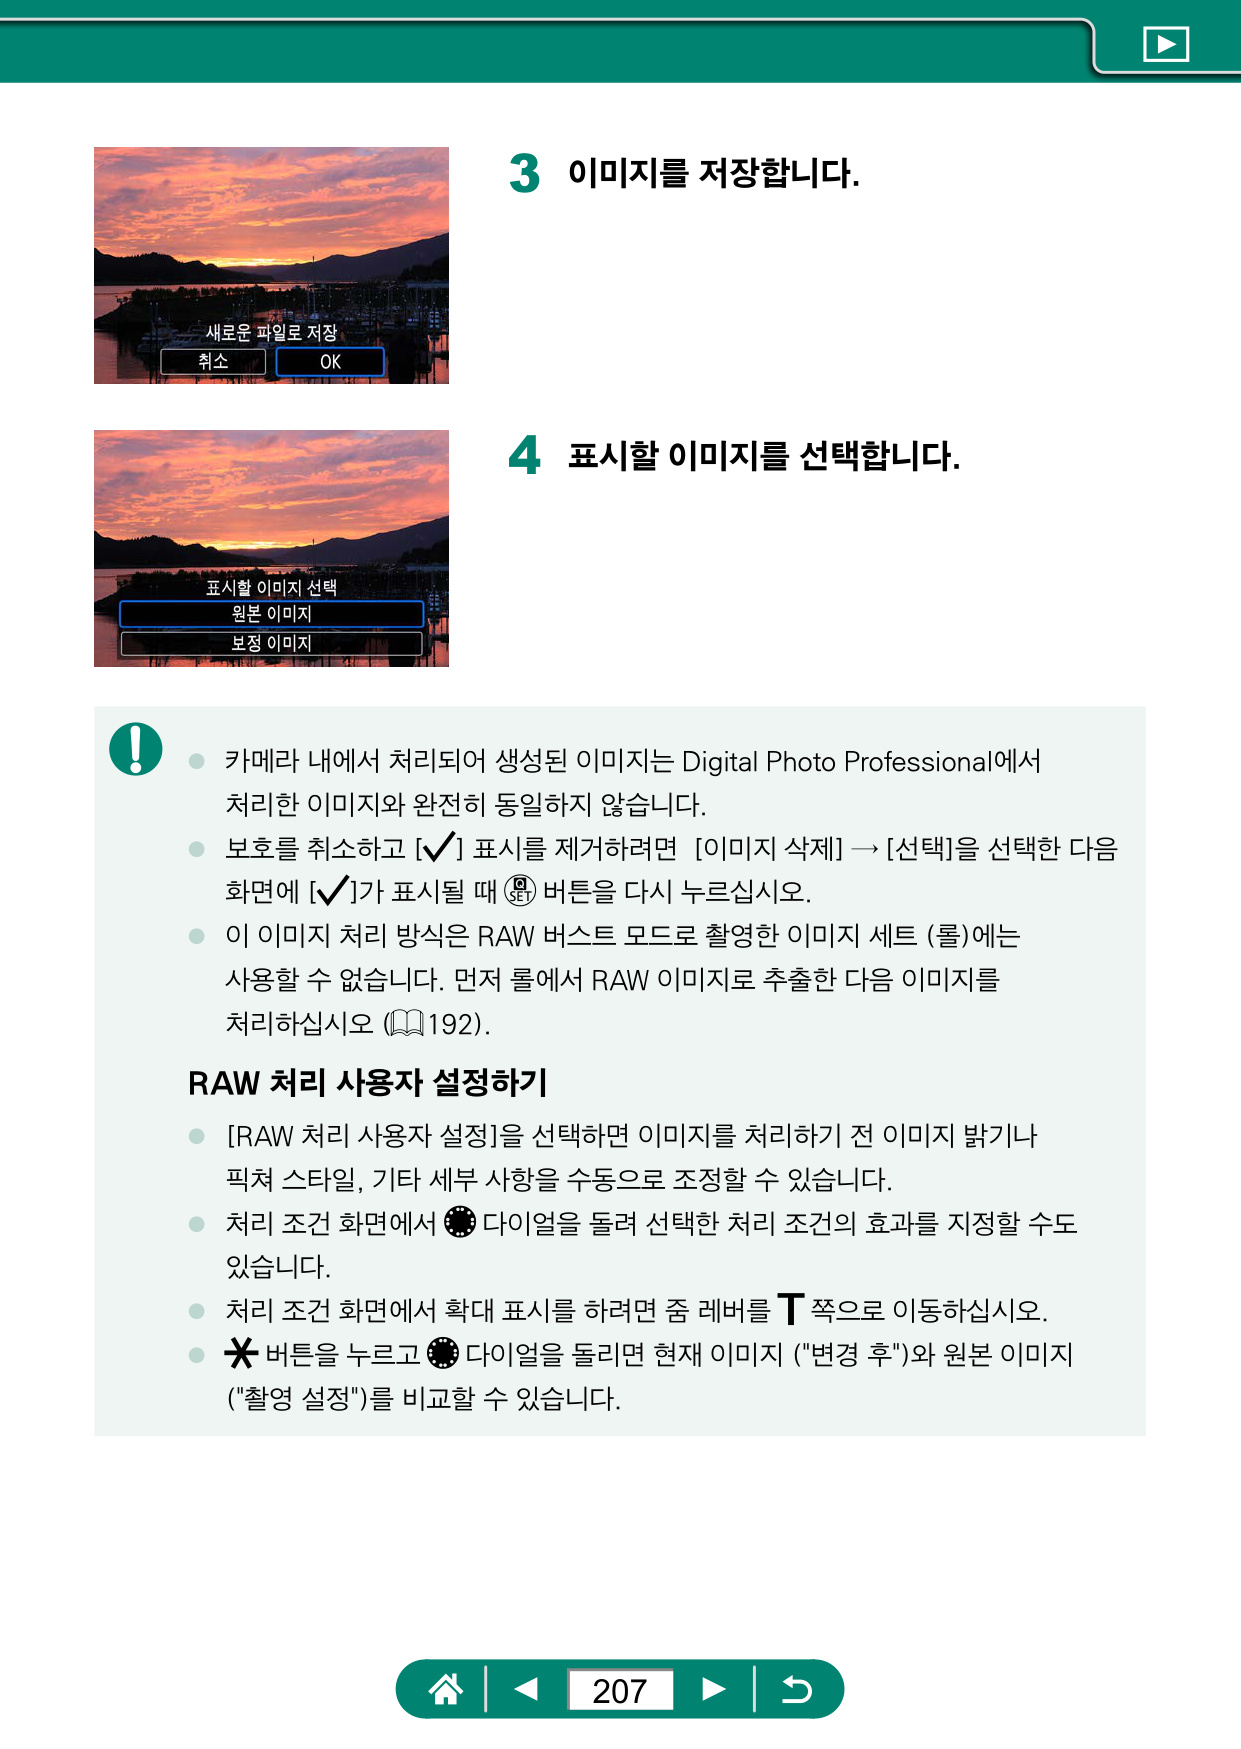 3 이미지를 저장합니다.
새로운 파일로 저장
취소 OK
4 표시할 이미지를 선택합니다.
표시할 이미지 선택
원본 이미지
보정 이미지
카메라 내에서 처리되어 생성된 이미지는 Digital Photo Professional에서
처리한 이미지와 완전히 동일하지 않습니다.
보호를 취소하고 [✓] 표시를 제거하려면 [이미지 삭제] → [선택]을 선택한 다음
화면에 [✓]가 표시될 때 Q SET 버튼을 다시 누르십시오.
이 이미지 처리 방식은 RAW 버스트 모드로 촬영한 이미지 세트 (롤)에는
사용할 수 없습니다. 먼저 롤에서 RAW 이미지로 추출한 다음 이미지를
처리하십시오 (192).
RAW 처리 사용자 설정하기
[RAW 처리 사용자 설정]을 선택하면 이미지를 처리하기 전 이미지 밝기나
픽쳐 스타일, 기타 세부 사항을 수동으로 조정할 수 있습니다.
처리 조건 화면에서 다이얼을 돌려 선택한 처리 조건의 효과를 지정할 수도
있습니다.
처리 조건 화면에서 확대 표시를 하려면 줌 레버를 T 쪽으로 이동하십시오.
* 버튼을 누르고 다이얼을 돌리면 현재 이미지 ("변경 후")와 원본 이미지
("촬영 설정")를 비교할 수 있습니다.
207